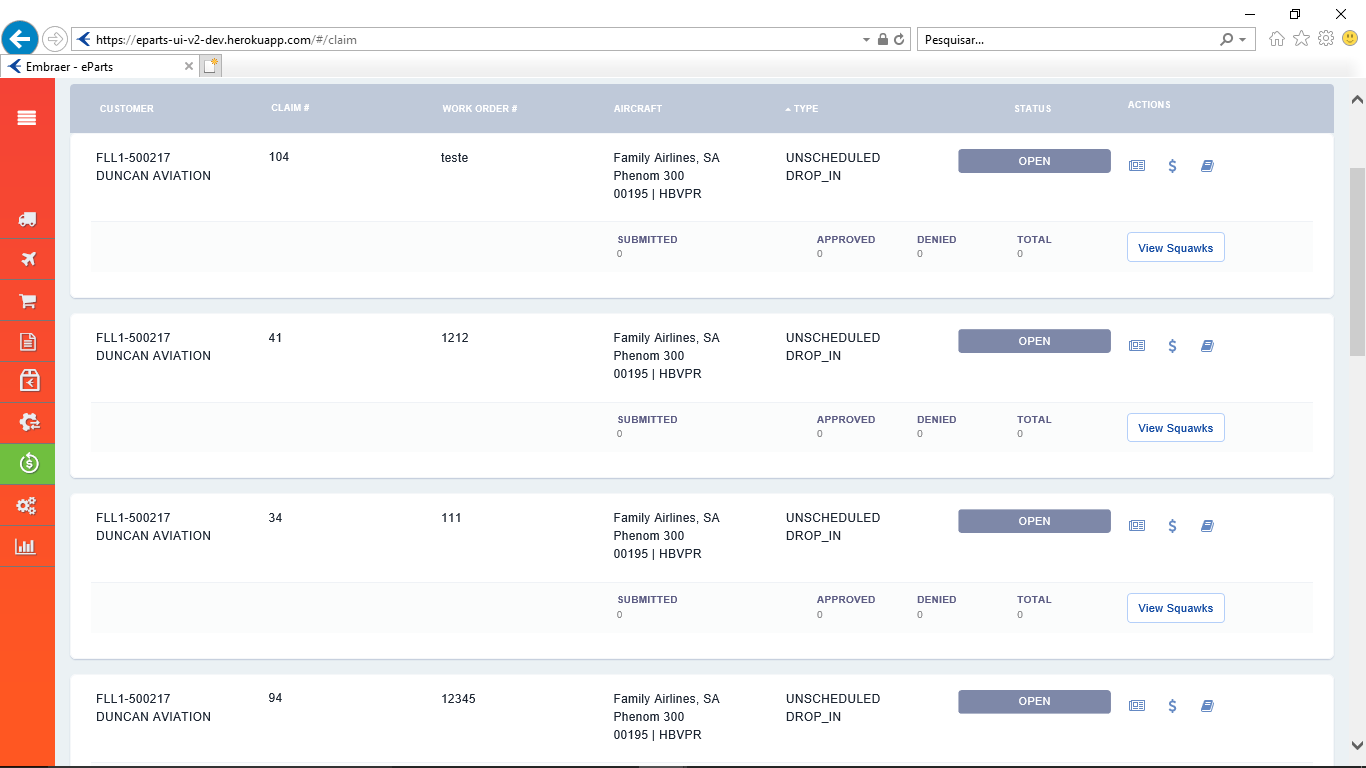 https://eparts-ui-v2-dev.herokuapp.com/#/claim
Pesquisar...
Embraer - eParts
CUSTOMER CLAIM # WORK ORDER # AIRCRAFT TYPE STATUS ACTIONS
FLL1-500217 104 teste Family Airlines, SA UNSCHEDULED OPEN $
DUNCAN AVIATION Phenom 300 DROP_IN
00195 | HBVPR
SUBMITTED APPROVED DENIED TOTAL
0 0 0 0
View Squawks
FLL1-500217 41 1212 Family Airlines, SA UNSCHEDULED OPEN $
DUNCAN AVIATION Phenom 300 DROP_IN
00195 | HBVPR
SUBMITTED APPROVED DENIED TOTAL
0 0 0 0
View Squawks
FLL1-500217 34 111 Family Airlines, SA UNSCHEDULED OPEN $
DUNCAN AVIATION Phenom 300 DROP_IN
00195 | HBVPR
SUBMITTED APPROVED DENIED TOTAL
0 0 0 0
View Squawks
FLL1-500217 94 12345 Family Airlines, SA UNSCHEDULED OPEN $
DUNCAN AVIATION Phenom 300 DROP_IN
00195 | HBVPR